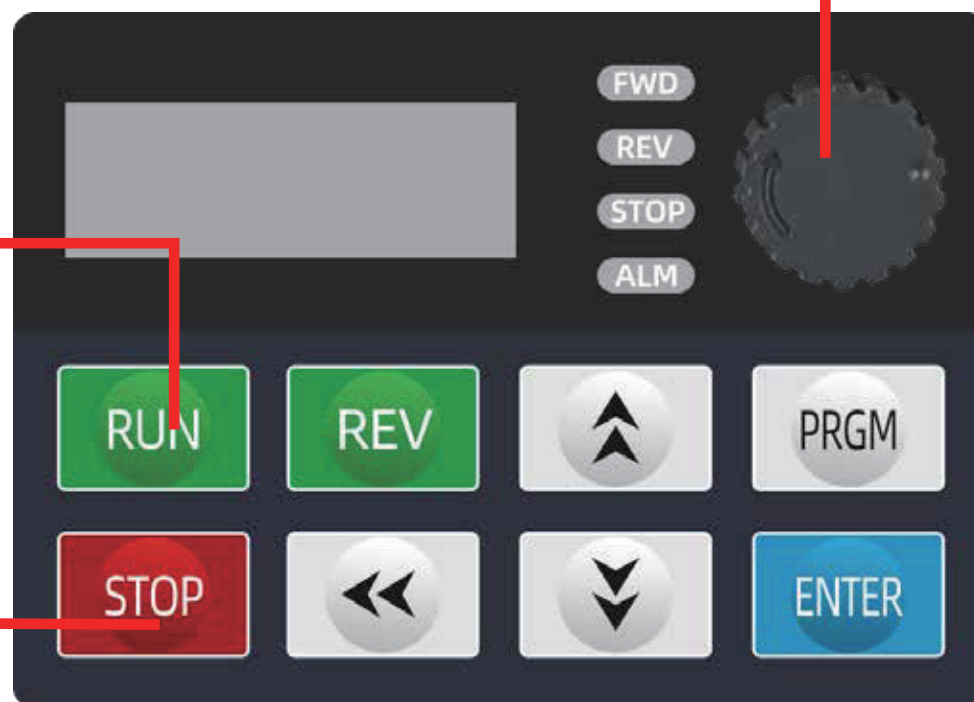 FWD
REV
STOP
ALM
RUN REV PRGM
STOP ENTER